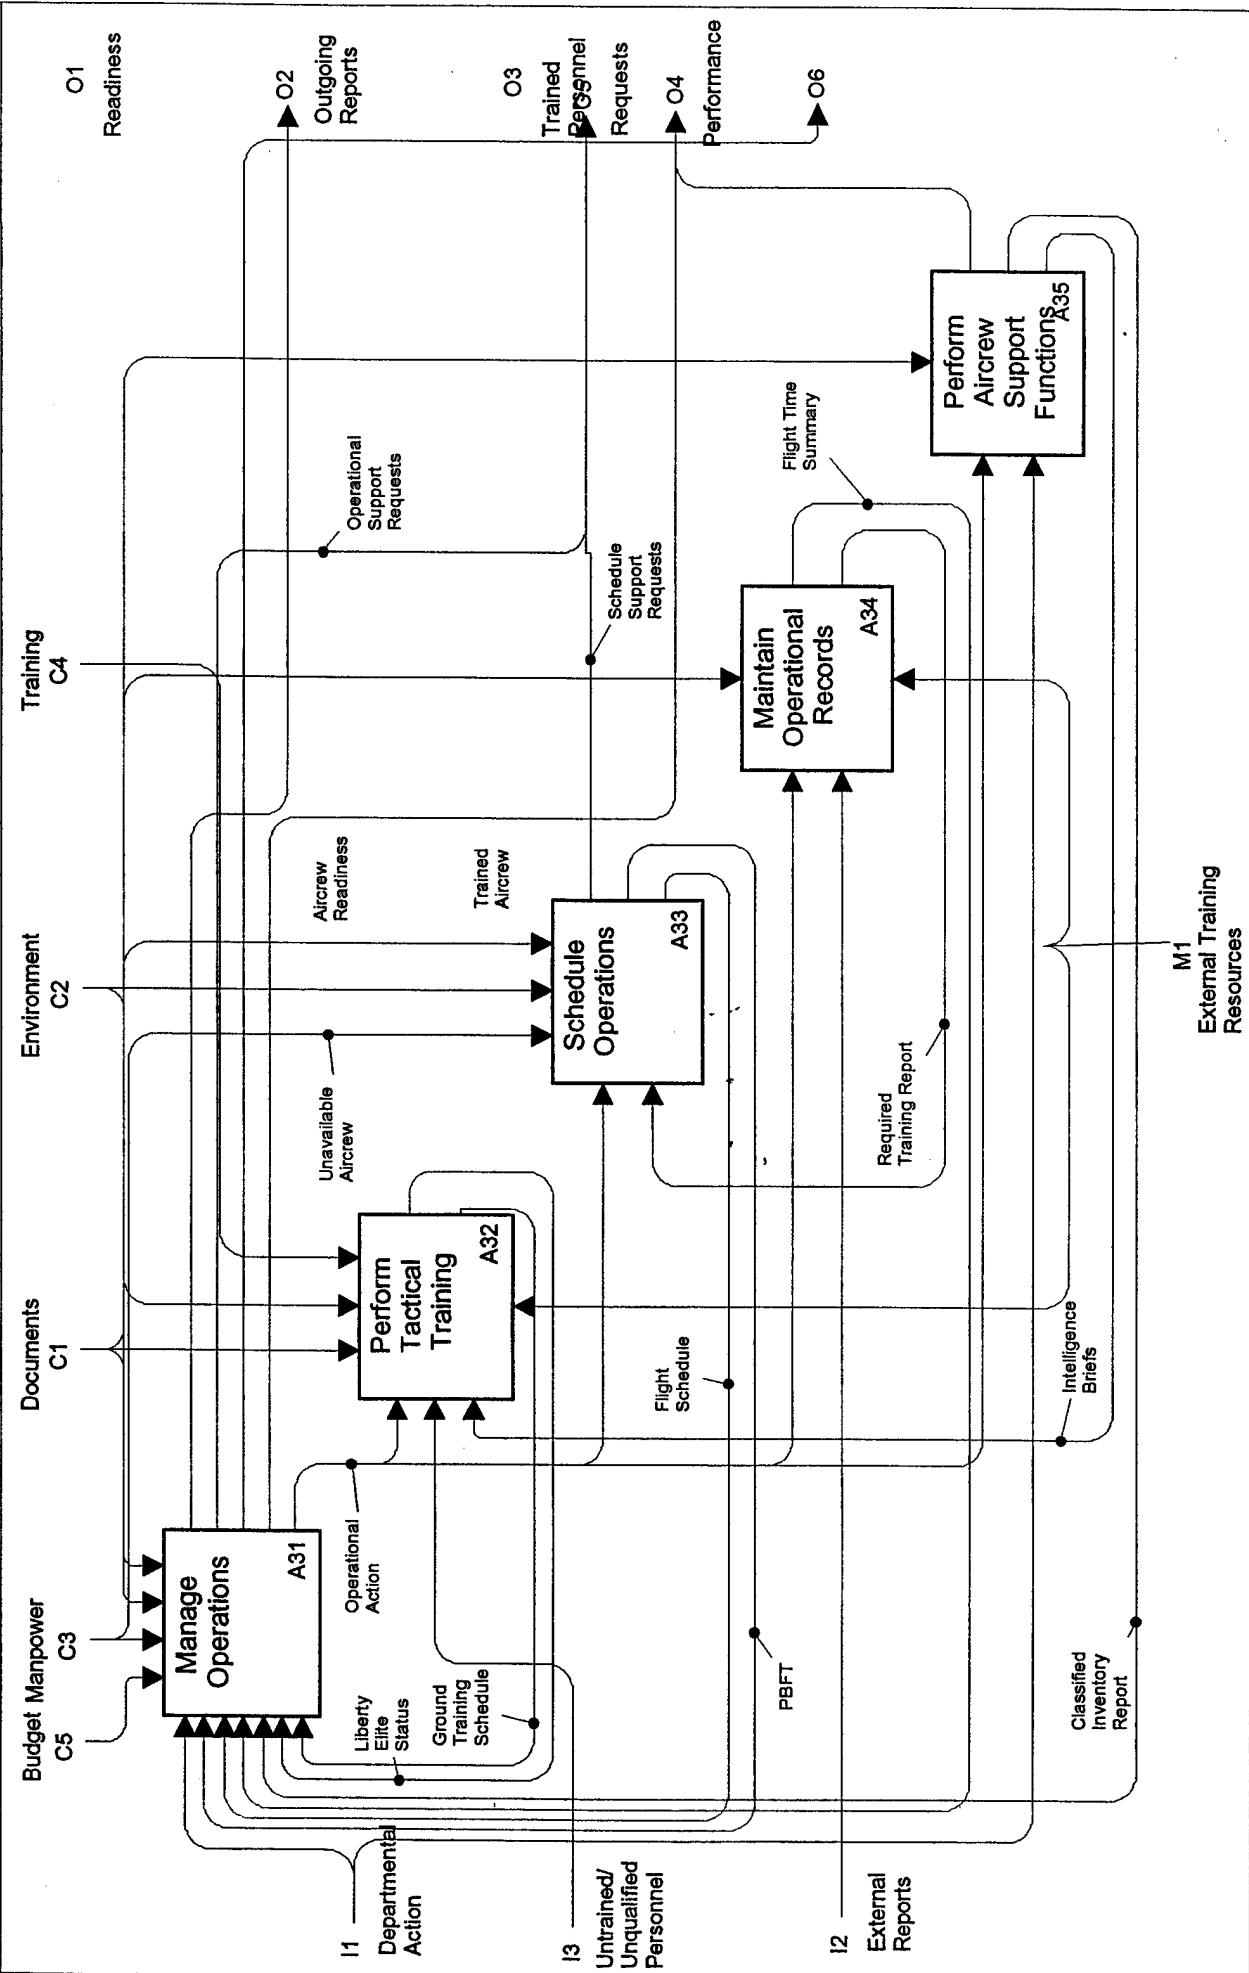 Budget Manpower
C5
C3
Documents
C1
Environment
C2
Training
C4
O1
Readiness
O2
Outgoing
Reports
O3
Trained
Personnel
O5
Requests
O4
Performance
O6
I1
Departmental
Action
I3
Untrained/
Unqualified
Personnel
I2
External
Reports
M1
External Training
Resources
Manage
Operations
A31
Perform
Tactical
Training
A32
Schedule
Operations
A33
Maintain
Operational
Records
A34
Perform
Aircrew
Support
Functions
A35
Operational
Action
Liberty
Elite
Status
Ground
Training
Schedule
Unavailable
Aircrew
Aircrew
Readiness
Trained
Aircrew
Operational
Support
Requests
Schedule
Support
Requests
Flight Time
Summary
Flight
Schedule
PBFT
Required
Training Report
Intelligence
Briefs
Classified
Inventory
Report